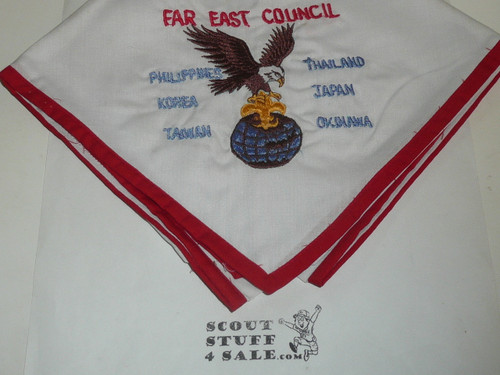 FAR EAST COUNCIL
PHILIPPINES
THAILAND
KOREA
JAPAN
TAIWAN
OKINAWA
SCOUT
STUFF
4 SALE.com